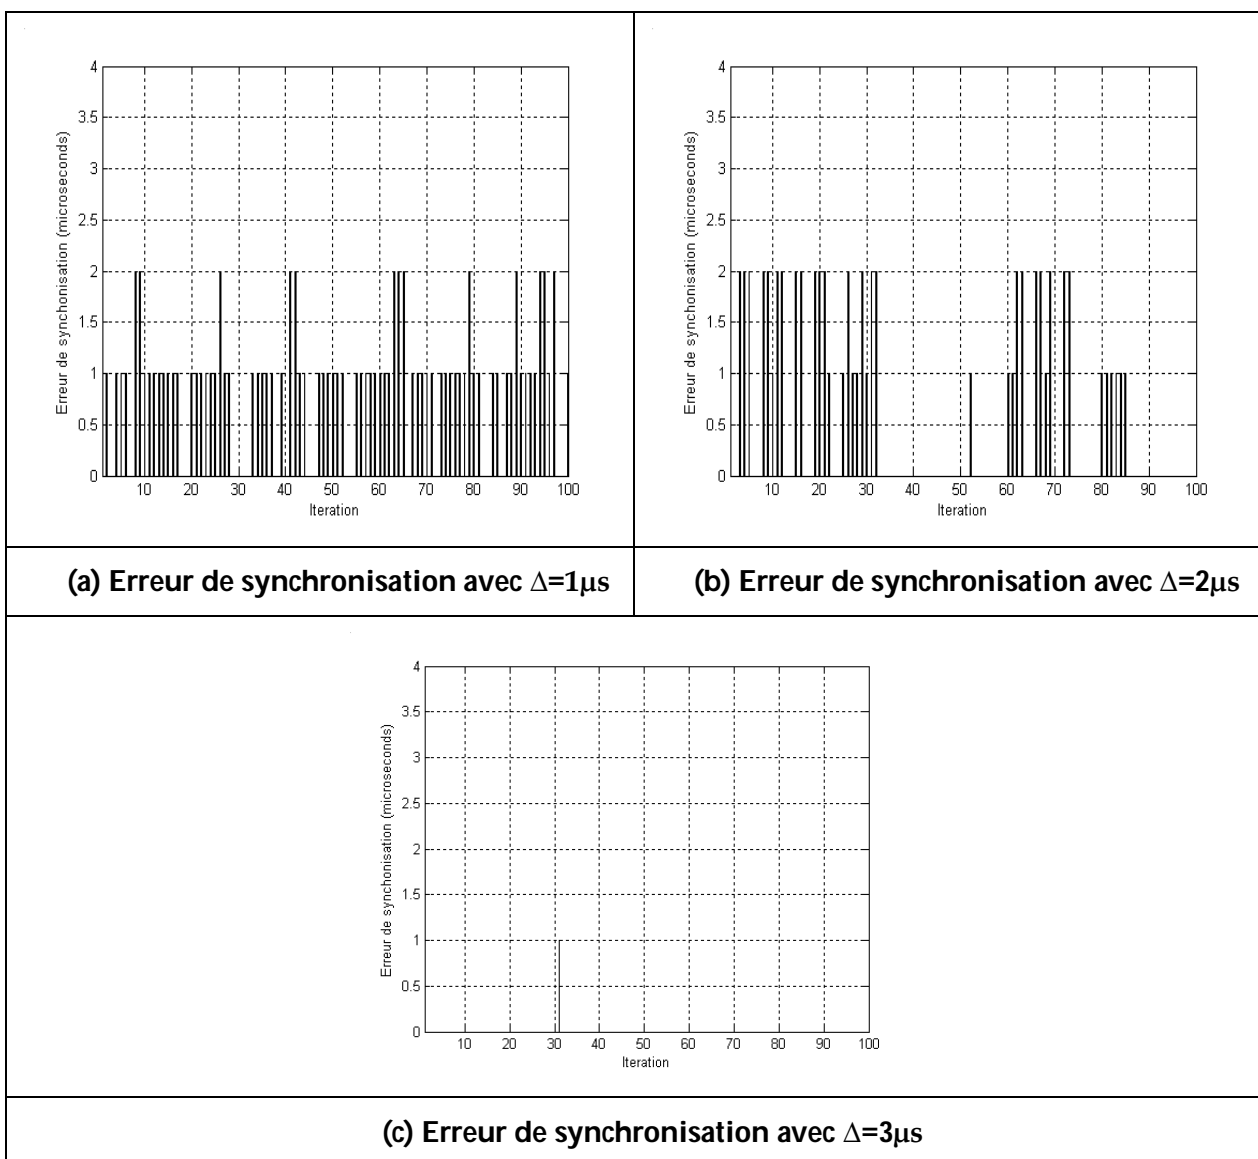 4
3.5
3
2.5
2
1.5
1
0.5
0
10 20 30 40 50 60 70 80 90 100
Iteration
Erreur de synchonisation (microseconds)
4
3.5
3
2.5
2
1.5
1
0.5
0
10 20 30 40 50 60 70 80 90 100
Iteration
Erreur de synchonisation (microseconds)
(a) Erreur de synchronisation avec Δ=1μs
(b) Erreur de synchronisation avec Δ=2μs
4
3.5
3
2.5
2
1.5
1
0.5
0
10 20 30 40 50 60 70 80 90 100
Iteration
Erreur de synchonisation (microseconds)
(c) Erreur de synchronisation avec Δ=3μs